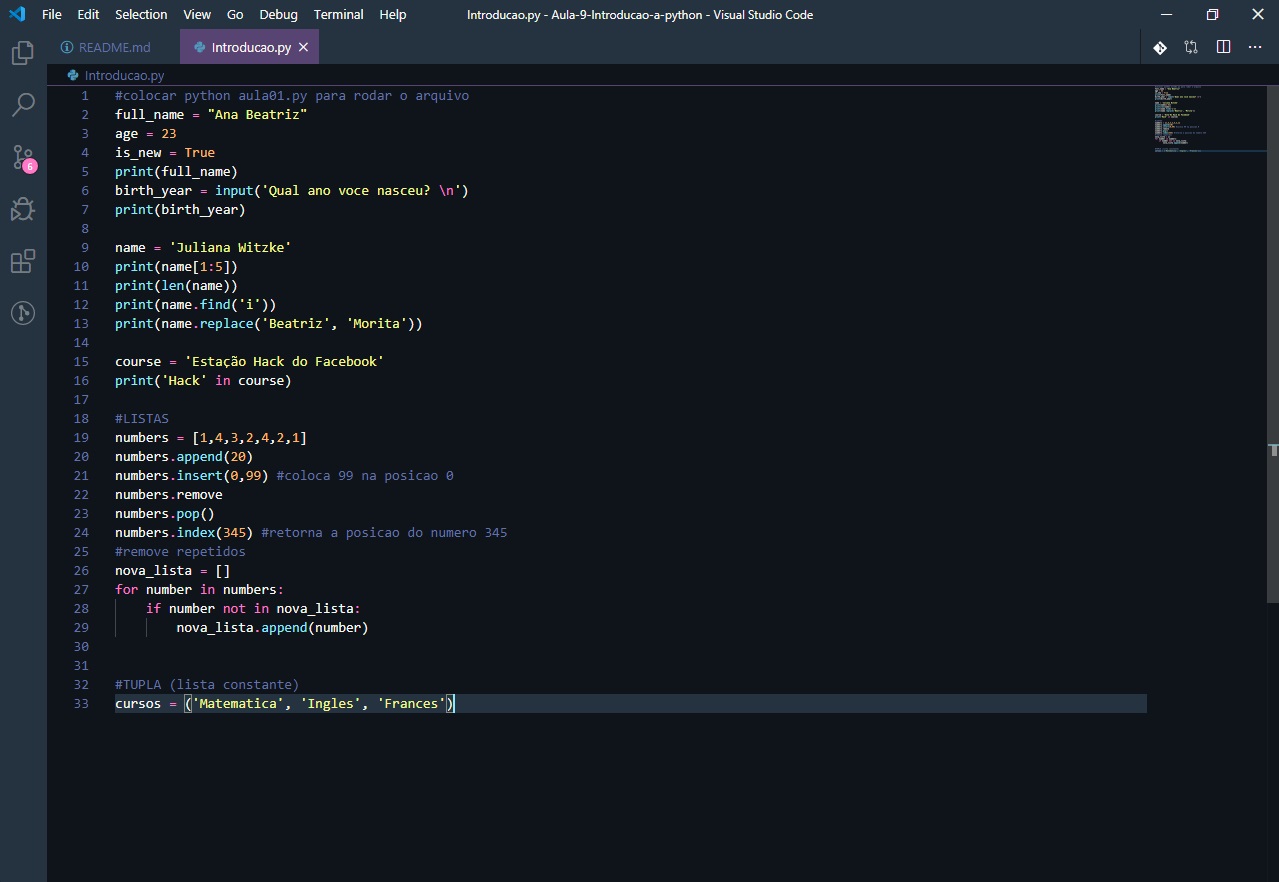 File Edit Selection View Go Debug Terminal Help Introducao.py - Aula-9-Introducao-a-python - Visual Studio Code
README.md Introducao.py
Introducao.py
1 #colocar python aula01.py para rodar o arquivo
2 full_name = "Ana Beatriz"
3 age = 23
4 is_new = True
5 print(full_name)
6 birth_year = input('Qual ano voce nasceu? \n')
7 print(birth_year)
8
9 name = 'Juliana Witzke'
10 print(name[1:5])
11 print(len(name))
12 print(name.find('i'))
13 print(name.replace('Beatriz', 'Morita'))
14
15 course = 'Estação Hack do Facebook'
16 print('Hack' in course)
17
18 #LISTAS
19 numbers = [1,4,3,2,4,2,1]
20 numbers.append(20)
21 numbers.insert(0,99) #coloca 99 na posicao 0
22 numbers.remove
23 numbers.pop()
24 numbers.index(345) #retorna a posicao do numero 345
25 #remove repetidos
26 nova_lista = []
27 for number in numbers:
28     if number not in nova_lista:
29         nova_lista.append(number)
30
31
32 #TUPLA (lista constante)
33 cursos = ('Matematica', 'Ingles', 'Frances')
6